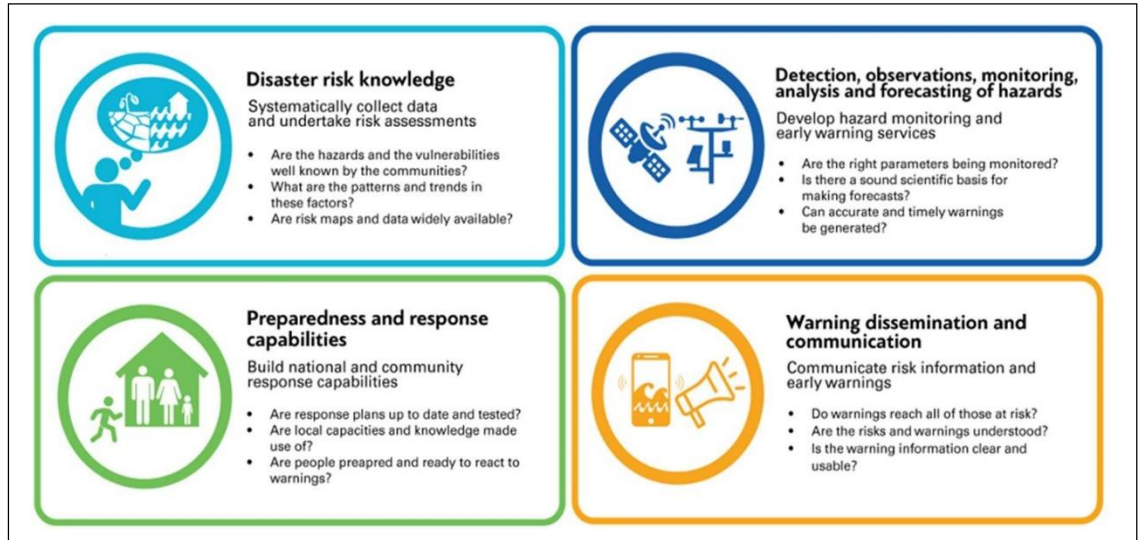 Disaster risk knowledge
Systematically collect data
and undertake risk assessments
• Are the hazards and the vulnerabilities
well known by the communities?
• What are the patterns and trends in
these factors?
• Are risk maps and data widely available?
Detection, observations, monitoring,
analysis and forecasting of hazards
Develop hazard monitoring and
early warning services
• Are the right parameters being monitored?
• Is there a sound scientific basis for
making forecasts?
• Can accurate and timely warnings
be generated?
Preparedness and response
capabilities
Build national and community
response capabilities
• Are response plans up to date and tested?
• Are local capacities and knowledge made
use of?
• Are people preapred and ready to react to
warnings?
Warning dissemination and
communication
Communicate risk information and
early warnings
• Do warnings reach all of those at risk?
• Are the risks and warnings understood?
• Is the warning information clear and
usable?